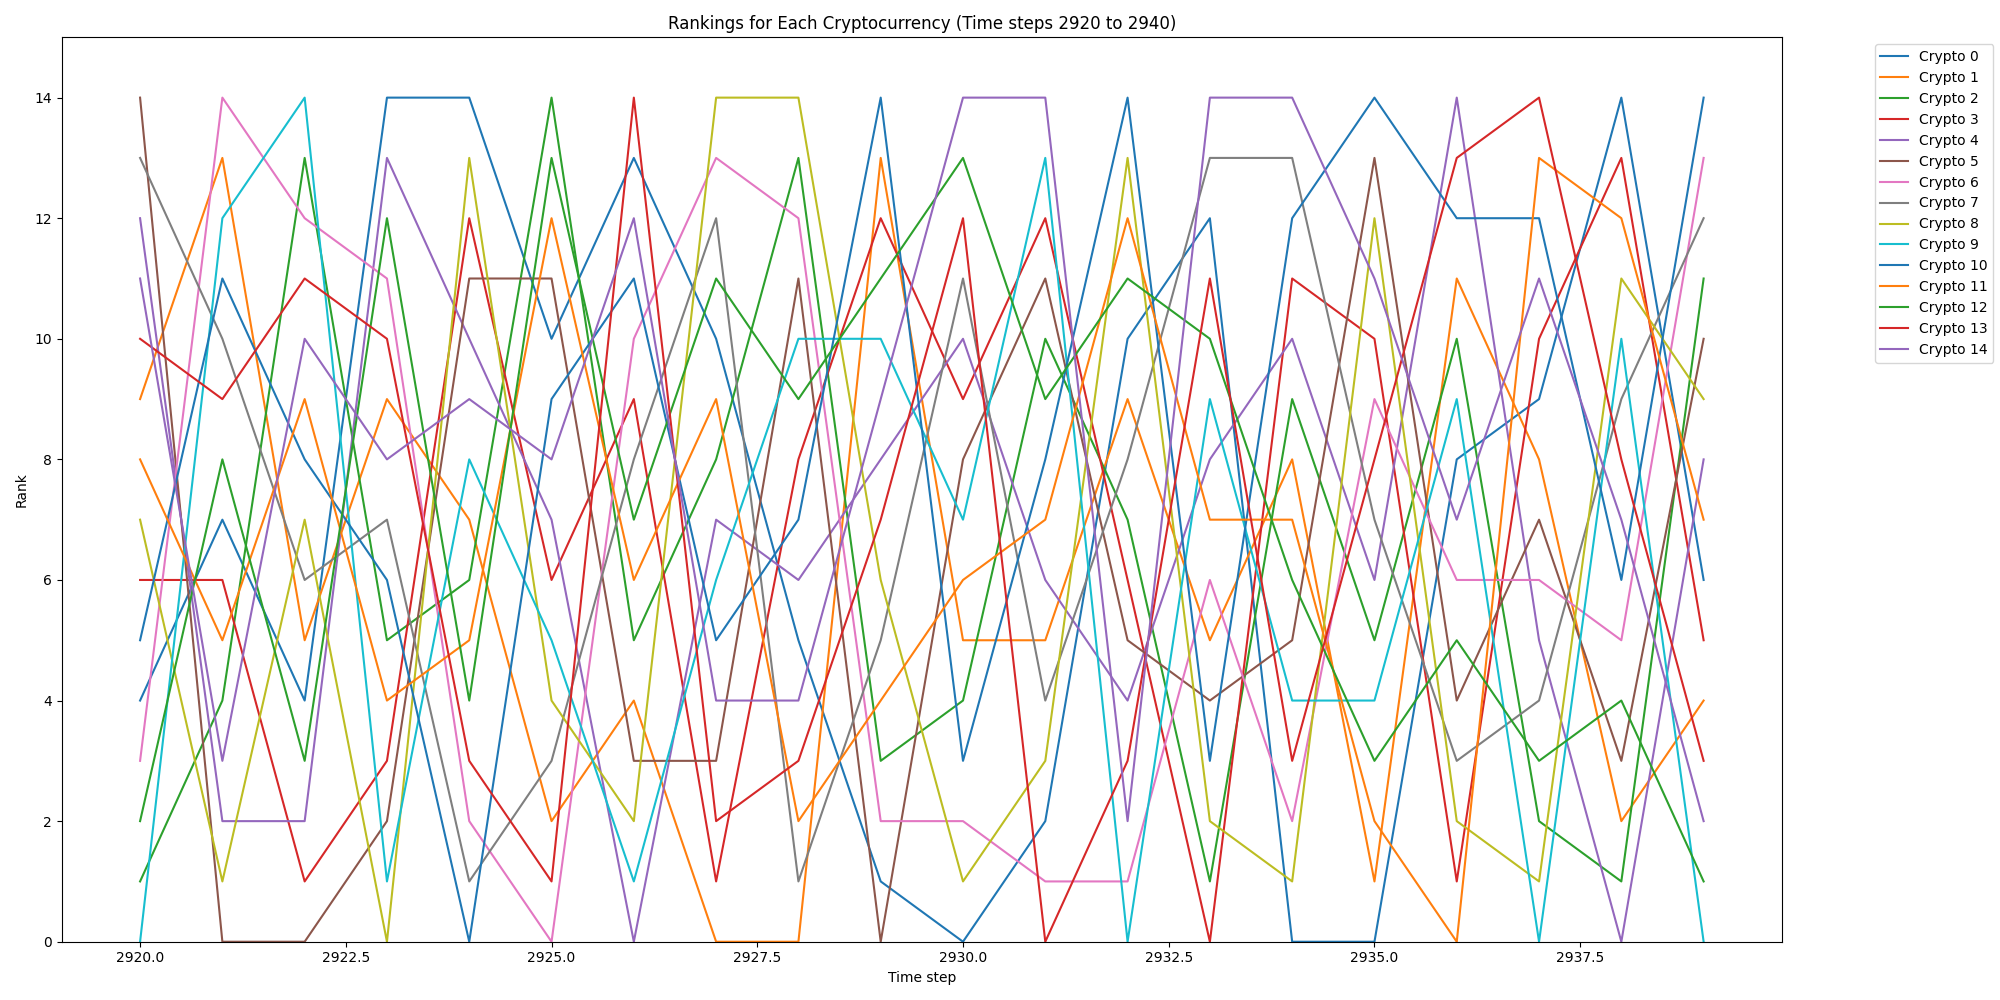 Rankings for Each Cryptocurrency (Time steps 2920 to 2940)
Rank
14
12
10
8
6
4
2
0
2920.0 2922.5 2925.0 2927.5 2930.0 2932.5 2935.0 2937.5
Time step
Crypto 0
Crypto 1
Crypto 2
Crypto 3
Crypto 4
Crypto 5
Crypto 6
Crypto 7
Crypto 8
Crypto 9
Crypto 10
Crypto 11
Crypto 12
Crypto 13
Crypto 14